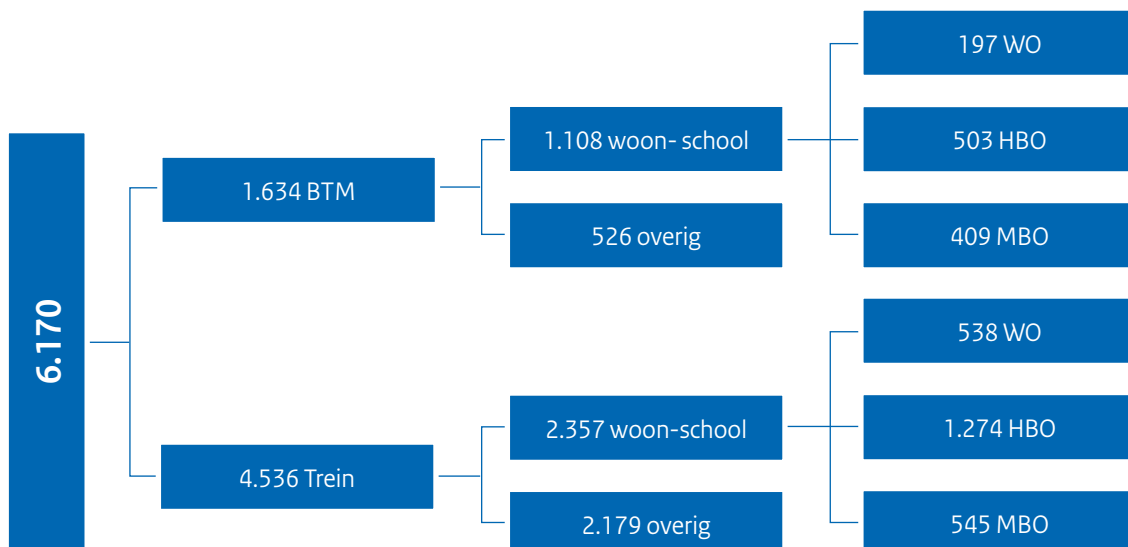 6.170
1.634 BTM
1.108 woon- school
197 WO
503 HBO
409 MBO
526 overig
4.536 Trein
2.357 woon-school
538 WO
1.274 HBO
545 MBO
2.179 overig